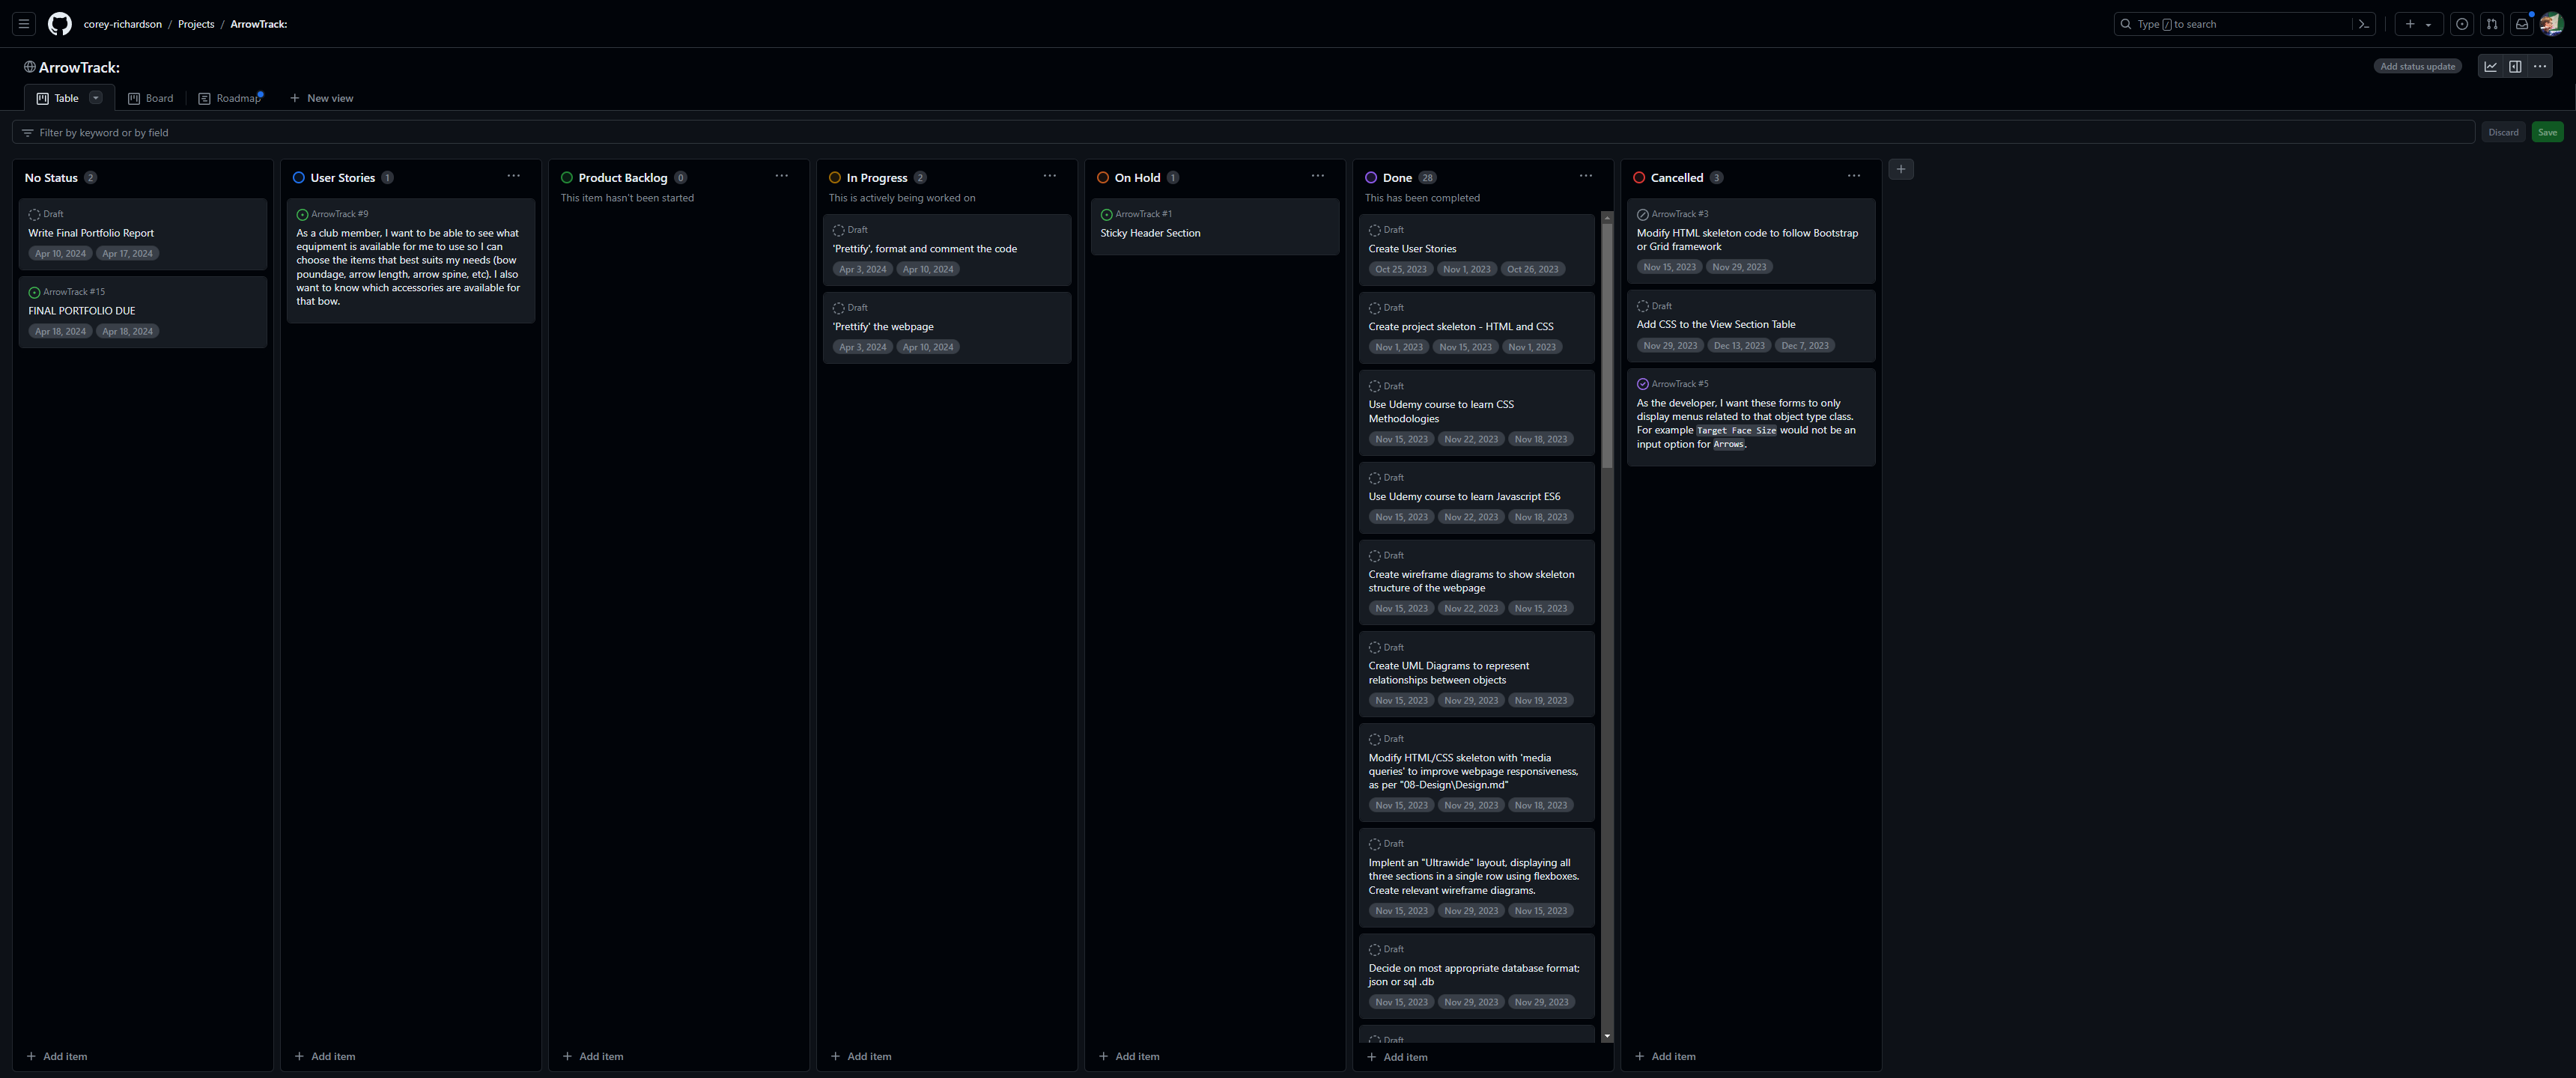 corey-richardson / Projects / ArrowTrack:
Type / to search
ArrowTrack:
Add status update
Table
Board
Roadmap
New view
Filter by keyword or by field
Discard
Save
No Status 2
Draft
Write Final Portfolio Report
Apr 10, 2024 Apr 17, 2024
ArrowTrack #15
FINAL PORTFOLIO DUE
Apr 18, 2024 Apr 18, 2024
Add item
User Stories 1
ArrowTrack #9
As a club member, I want to be able to see what
equipment is available for me to use so I can
choose the items that best suits my needs (bow
poundage, arrow length, arrow spine, etc). I also
want to know which accessories are available for
that bow.
Add item
Product Backlog 0
This item hasn't been started
Add item
In Progress 2
This is actively being worked on
Draft
'Prettify', format and comment the code
Apr 3, 2024 Apr 10, 2024
Draft
'Prettify' the webpage
Apr 3, 2024 Apr 10, 2024
Add item
On Hold 1
ArrowTrack #1
Sticky Header Section
Add item
Done 28
This has been completed
Draft
Create User Stories
Oct 25, 2023 Nov 1, 2023 Oct 26, 2023
Draft
Create project skeleton - HTML and CSS
Nov 1, 2023 Nov 15, 2023 Nov 1, 2023
Draft
Use Udemy course to learn CSS
Methodologies
Nov 15, 2023 Nov 22, 2023 Nov 18, 2023
Draft
Use Udemy course to learn Javascript ES6
Nov 15, 2023 Nov 22, 2023 Nov 18, 2023
Draft
Create wireframe diagrams to show skeleton
structure of the webpage
Nov 15, 2023 Nov 22, 2023 Nov 15, 2023
Draft
Create UML Diagrams to represent
relationships between objects
Nov 15, 2023 Nov 29, 2023 Nov 19, 2023
Draft
Modify HTML/CSS skeleton with 'media
queries' to improve webpage responsiveness,
as per "08-Design\Design.md"
Nov 15, 2023 Nov 29, 2023 Nov 18, 2023
Draft
Implent an "Ultrawide" layout, displaying all
three sections in a single row using flexboxes.
Create relevant wireframe diagrams.
Nov 15, 2023 Nov 29, 2023 Nov 15, 2023
Draft
Decide on most appropriate database format;
json or sql .db
Nov 15, 2023 Nov 29, 2023 Nov 29, 2023
Draft
Add item
Cancelled 3
ArrowTrack #3
Modify HTML skeleton code to follow Bootstrap
or Grid framework
Nov 15, 2023 Nov 29, 2023
Draft
Add CSS to the View Section Table
Nov 29, 2023 Dec 13, 2023 Dec 7, 2023
ArrowTrack #5
As the developer, I want these forms to only
display menus related to that object type class.
For example Target Face Size would not be an
input option for Arrows.
Add item